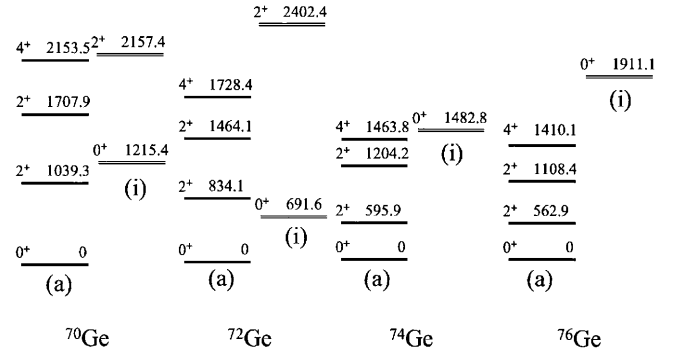 2⁺ 2402.4
4⁺ 2153.5 2⁺ 2157.4
0⁺ 1911.1
(i)
4⁺ 1728.4
2⁺ 1707.9
2⁺ 1464.1
4⁺ 1463.8 0⁺ 1482.8
4⁺ 1410.1
2⁺ 1204.2
0⁺ 1215.4
(i)
2⁺ 1108.4
2⁺ 1039.3
2⁺ 834.1
0⁺ 691.6
(i)
2⁺ 595.9
2⁺ 562.9
(i)
0⁺ 0 0⁺ 0 0⁺ 0 0⁺ 0
(a) (a) (a) (a)
⁷⁰Ge ⁷²Ge ⁷⁴Ge ⁷⁶Ge